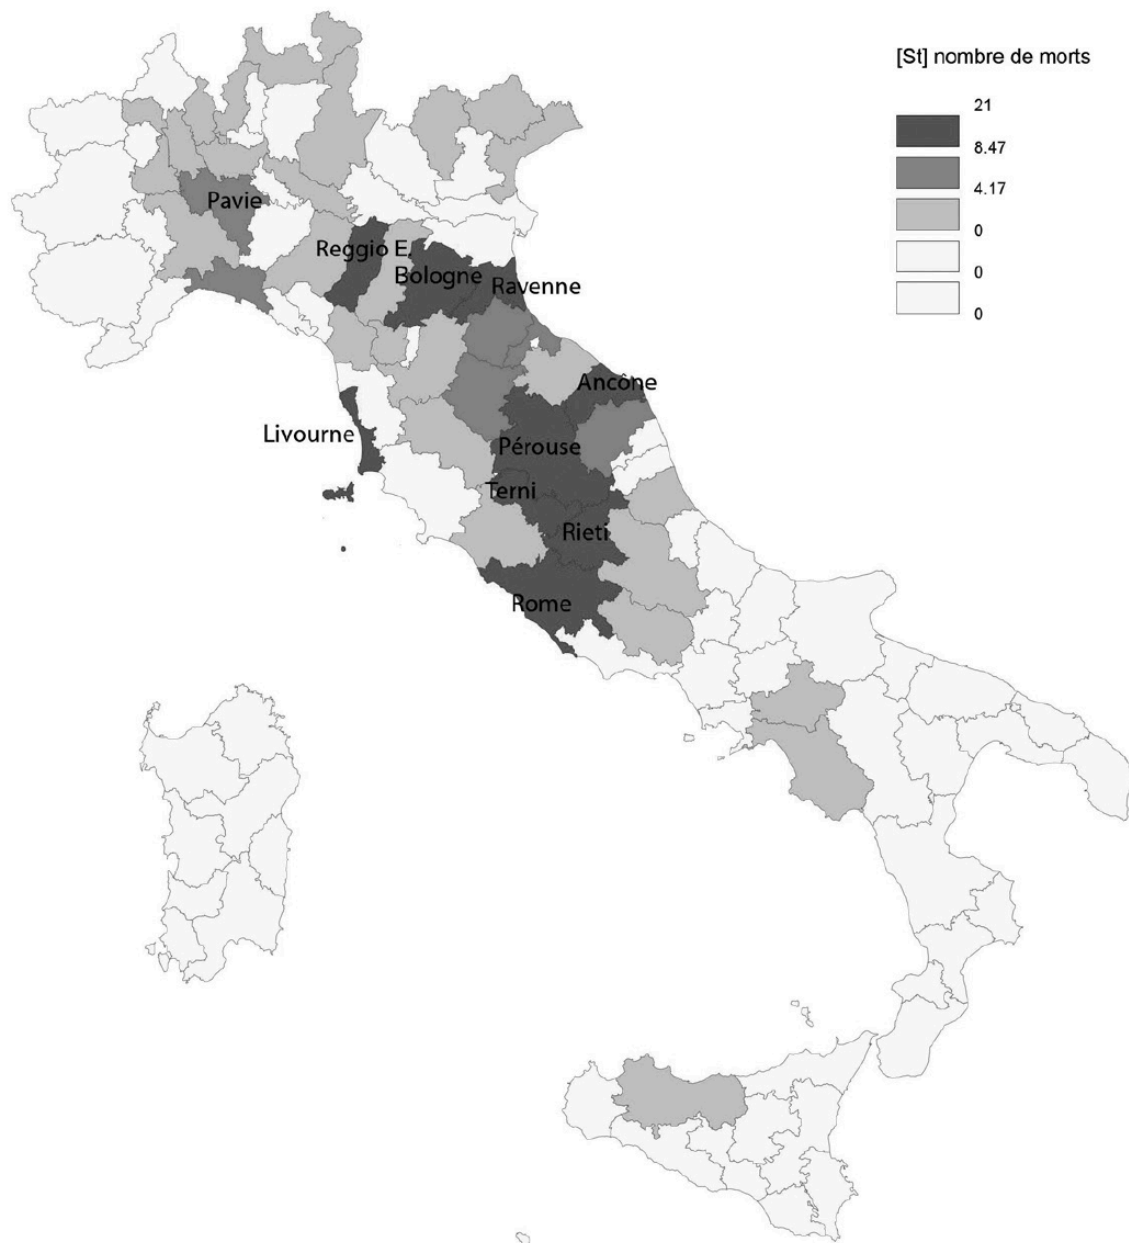 [St] nombre de morts
21
8.47
4.17
0
0
0
Pavie
Reggio E.
Bologne
Ravenne
Ancône
Livourne
Pérouse
Terni
Rieti
Rome